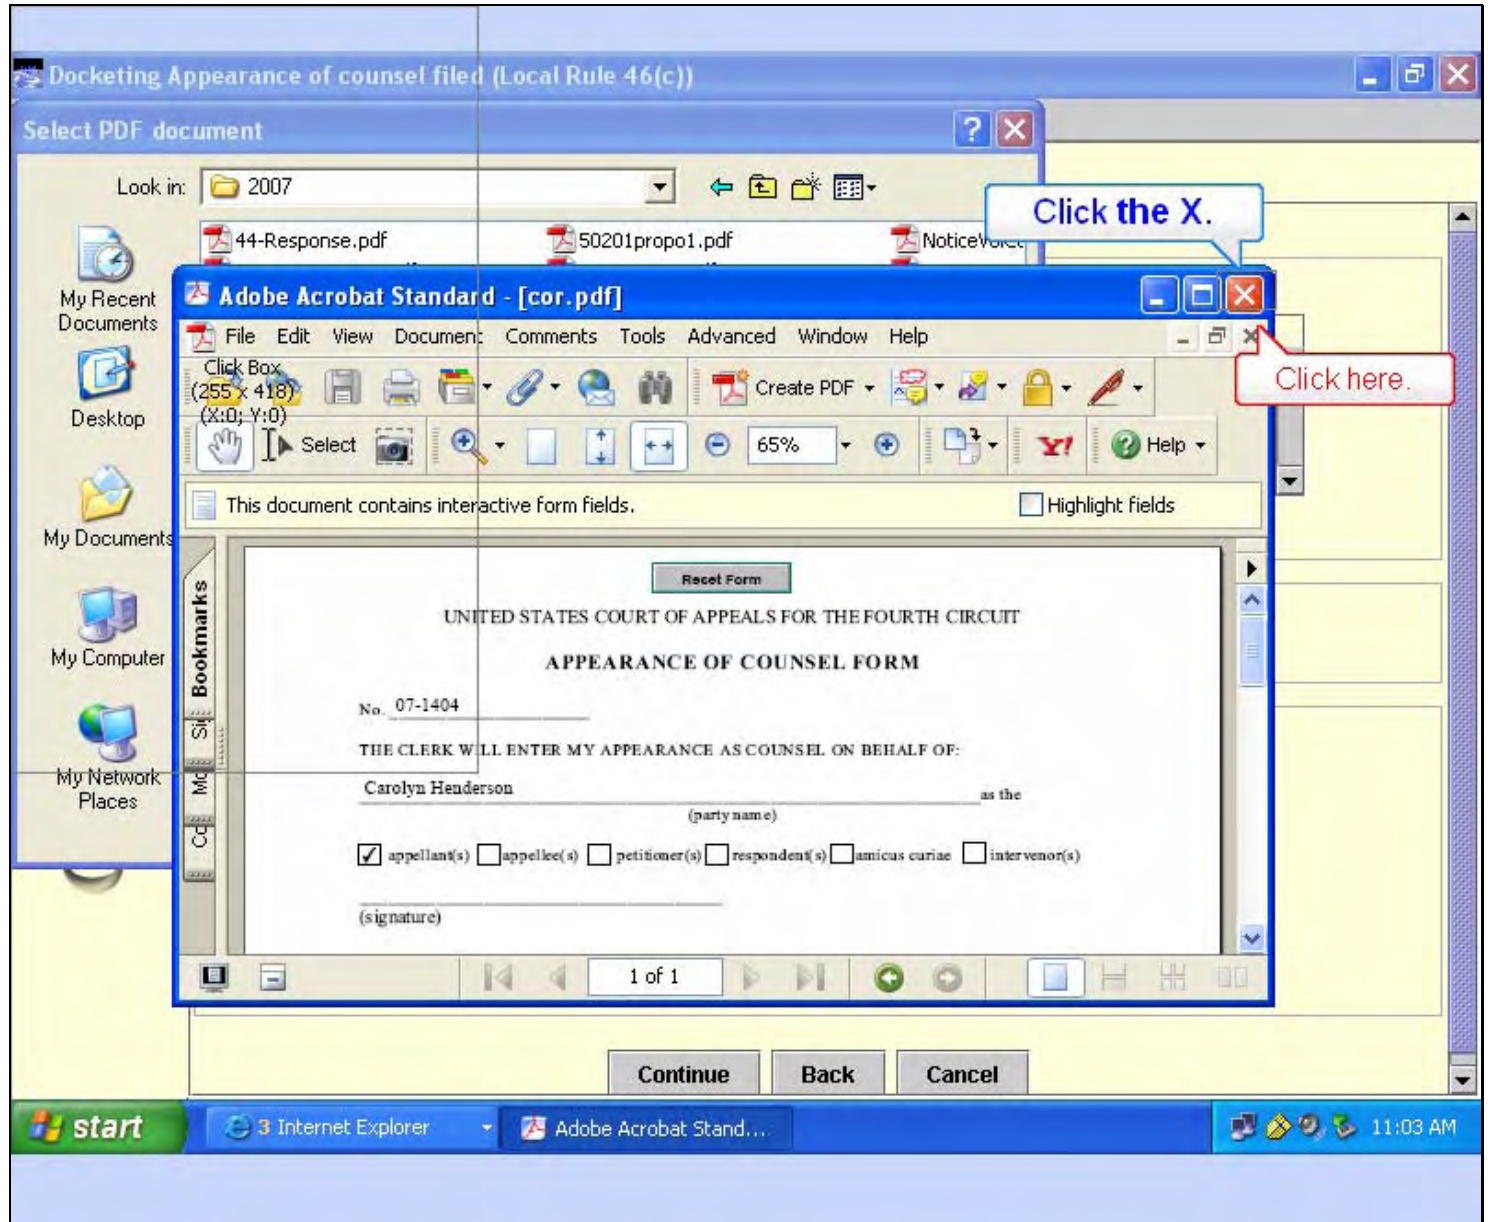 Docketing Appearance of counsel filed (Local Rule 46(c))
Select PDF document
Look in:
2007
Click the X.
44-Response.pdf
50201propo1.pdf
My Recent
Documents
Adobe Acrobat Standard - [cor.pdf]
File Edit View Document Comments Tools Advanced Window Help
Click here.
Click Box
(255 x 418)
(X:0; Y:0)
Create PDF
Desktop
Select
65%
Help
This document contains interactive form fields.
Highlight fields
My Documents
Reset Form
UNITED STATES COURT OF APPEALS FOR THE FOURTH CIRCUIT
Bookmarks
My Computer
APPEARANCE OF COUNSEL FORM
No. 07-1404
THE CLERK WILL ENTER MY APPEARANCE AS COUNSEL ON BEHALF OF:
My Network
Places
Carolyn Henderson as the
(party name)
appellant(s) appellee(s) petitioner(s) respondent(s) amicus curiae intervenor(s)
(signature)
1 of 1
Continue Back Cancel
start
3 Internet Explorer
Adobe Acrobat Stand...
11:03 AM